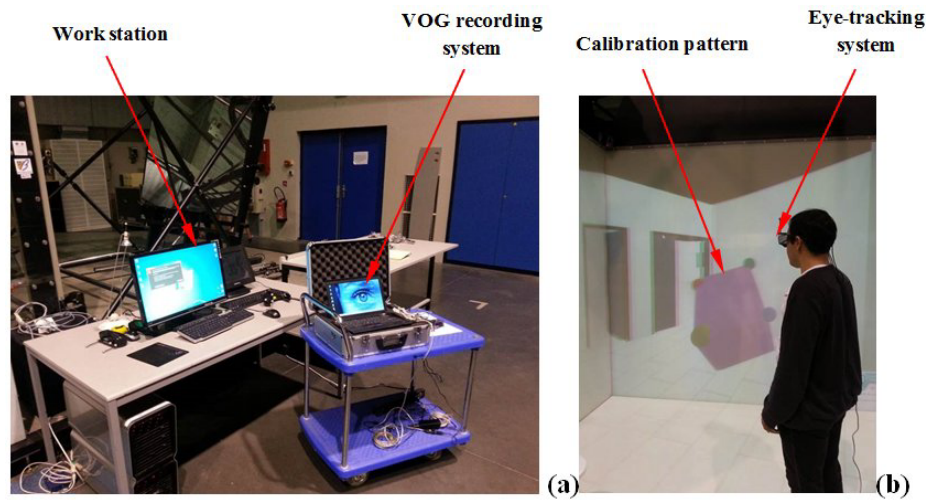 Work station
VOG recording
system
Calibration pattern
Eye-tracking
system
(a)
(b)